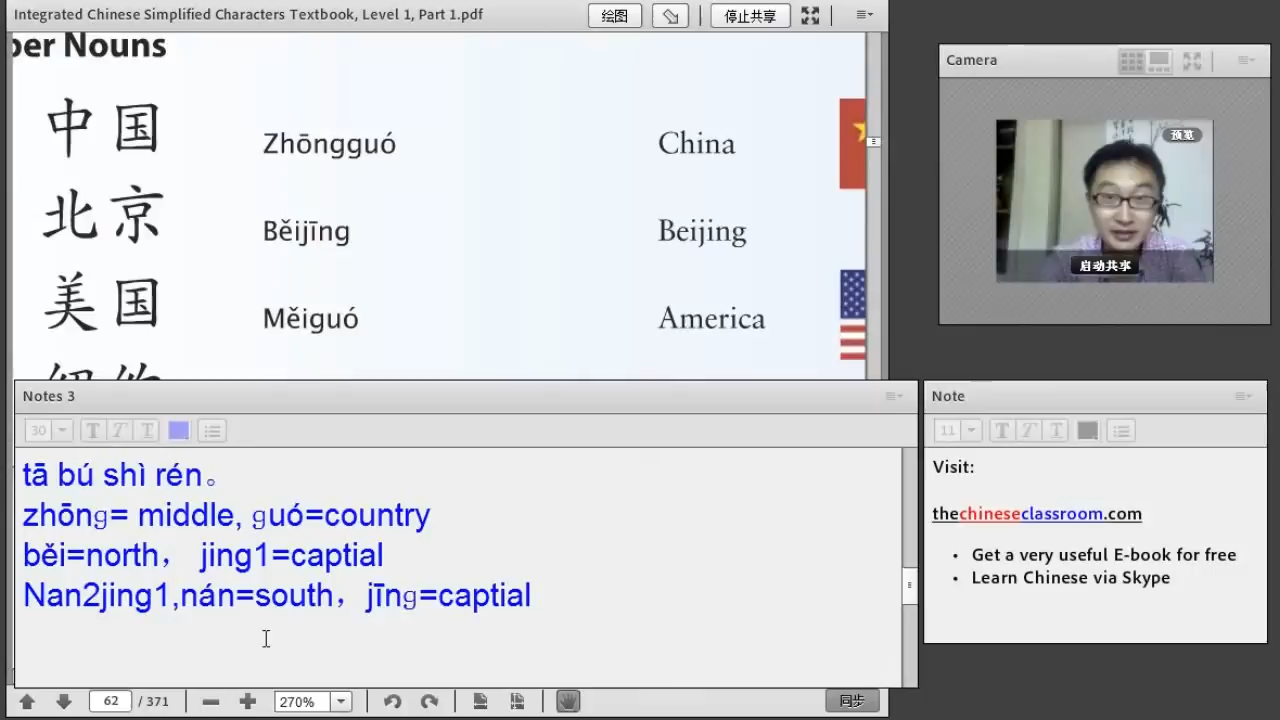 Integrated Chinese Simplified Characters Textbook, Level 1, Part 1.pdf
绘图
停止共享
per Nouns
中国 Zhōngguó China
北京 Běijīng Beijing
美国 Měiguó America
Camera
预览
启动共享
Notes 3
30
tā bú shì rén。
zhōng= middle, guó=country
běi=north， jing1=captial
Nan2jing1,nán=south，jīng=captial
Note
11
Visit:
thechineseclassroom.com
• Get a very useful E-book for free
• Learn Chinese via Skype
62 / 371
270%
同步